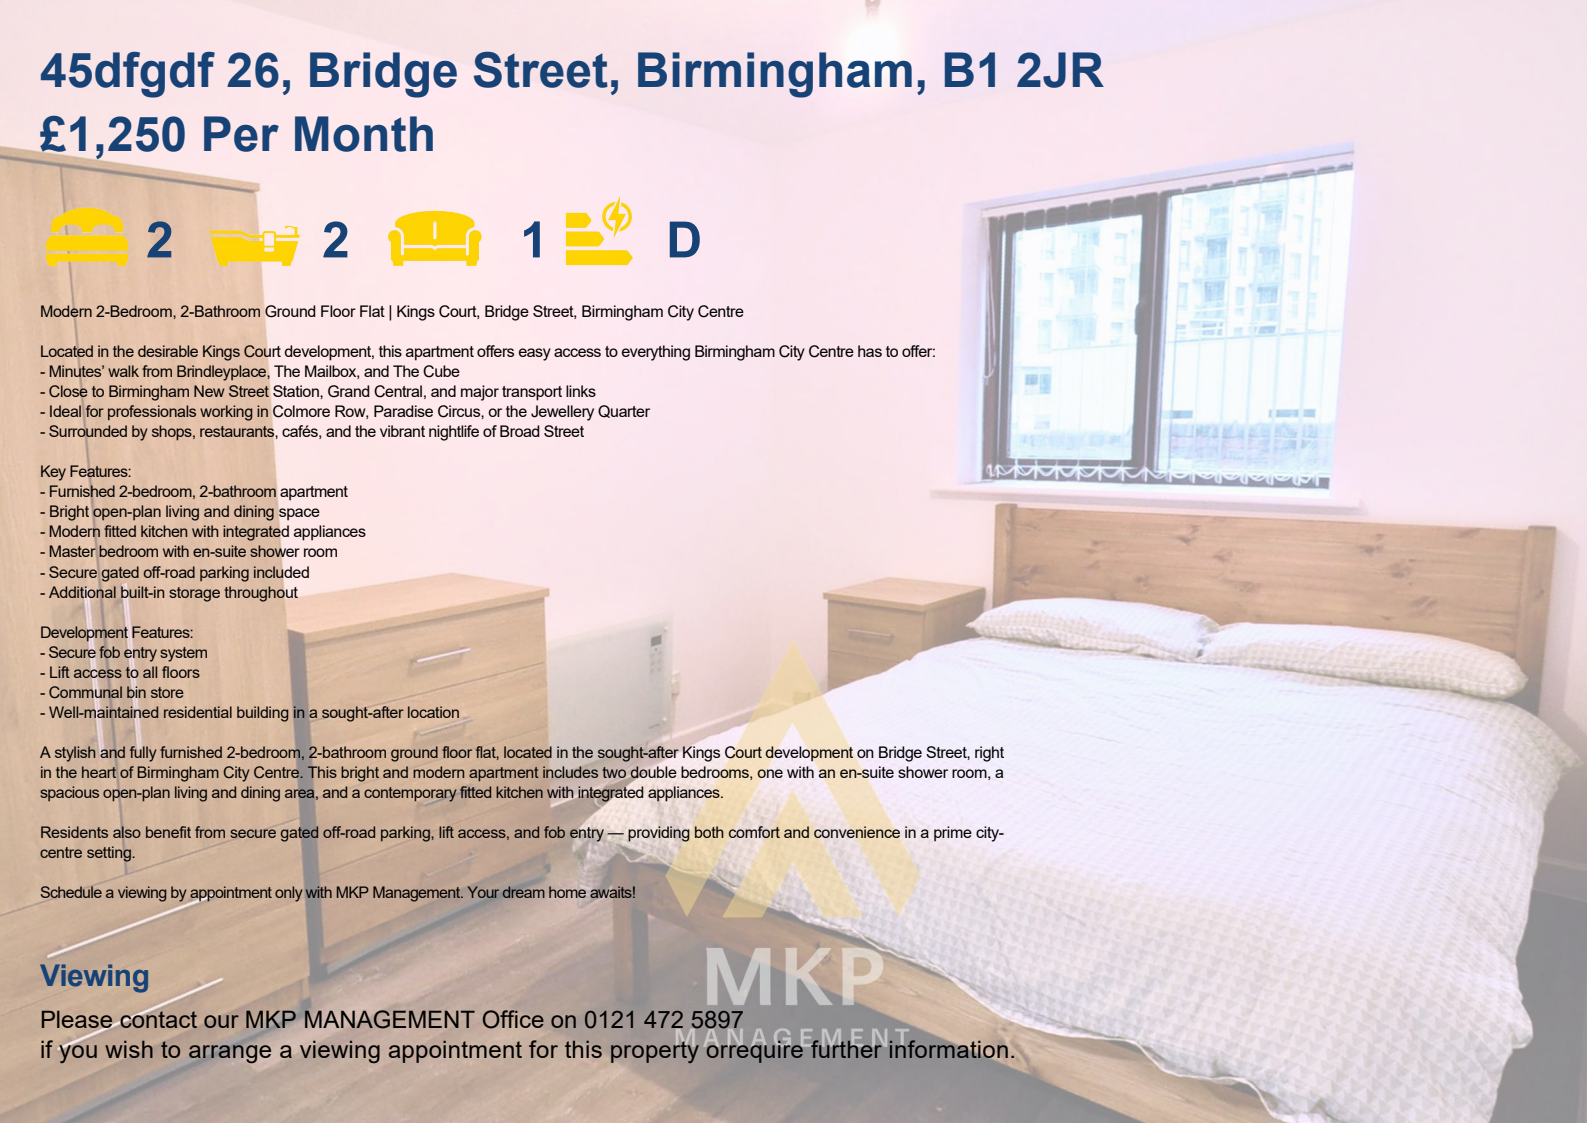 45dfgdf 26, Bridge Street, Birmingham, B1 2JR
£1,250 Per Month
2 2 1 D
Modern 2-Bedroom, 2-Bathroom Ground Floor Flat | Kings Court, Bridge Street, Birmingham City Centre
Located in the desirable Kings Court development, this apartment offers easy access to everything Birmingham City Centre has to offer:
- Minutes’ walk from Brindleyplace, The Mailbox, and The Cube
- Close to Birmingham New Street Station, Grand Central, and major transport links
- Ideal for professionals working in Colmore Row, Paradise Circus, or the Jewellery Quarter
- Surrounded by shops, restaurants, cafés, and the vibrant nightlife of Broad Street
Key Features:
- Furnished 2-bedroom, 2-bathroom apartment
- Bright open-plan living and dining space
- Modern fitted kitchen with integrated appliances
- Master bedroom with en-suite shower room
- Secure gated off-road parking included
- Additional built-in storage throughout
Development Features:
- Secure fob entry system
- Lift access to all floors
- Communal bin store
- Well-maintained residential building in a sought-after location
A stylish and fully furnished 2-bedroom, 2-bathroom ground floor flat, located in the sought-after Kings Court development on Bridge Street, right
in the heart of Birmingham City Centre. This bright and modern apartment includes two double bedrooms, one with an en-suite shower room, a
spacious open-plan living and dining area, and a contemporary fitted kitchen with integrated appliances.
Residents also benefit from secure gated off-road parking, lift access, and fob entry — providing both comfort and convenience in a prime city-
centre setting.
Schedule a viewing by appointment only with MKP Management. Your dream home awaits!
Viewing
Please contact our MKP MANAGEMENT Office on 0121 472 5897
if you wish to arrange a viewing appointment for this property orrequire further information.
MKP
MANAGEMENT